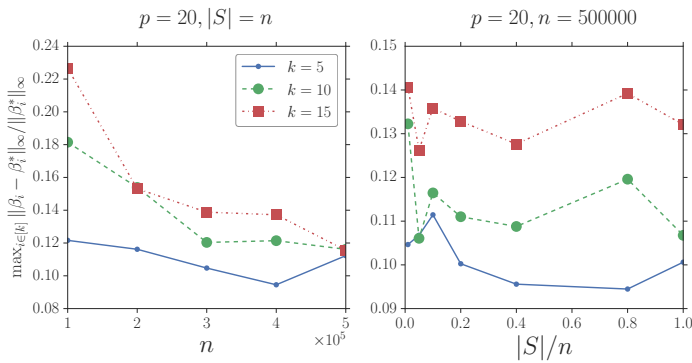 p = 20, |S| = n
max_{i∈[k]} ||β_i − β_i^*||_∞/||β_i^*||_∞
0.24
0.22
0.20
0.18
0.16
0.14
0.12
0.10
0.08
k = 5
k = 10
k = 15
1 2 3 4 5
×10^5
n
p = 20, n = 500000
0.15
0.14
0.13
0.12
0.11
0.10
0.09
0.0 0.2 0.4 0.6 0.8 1.0
|S|/n